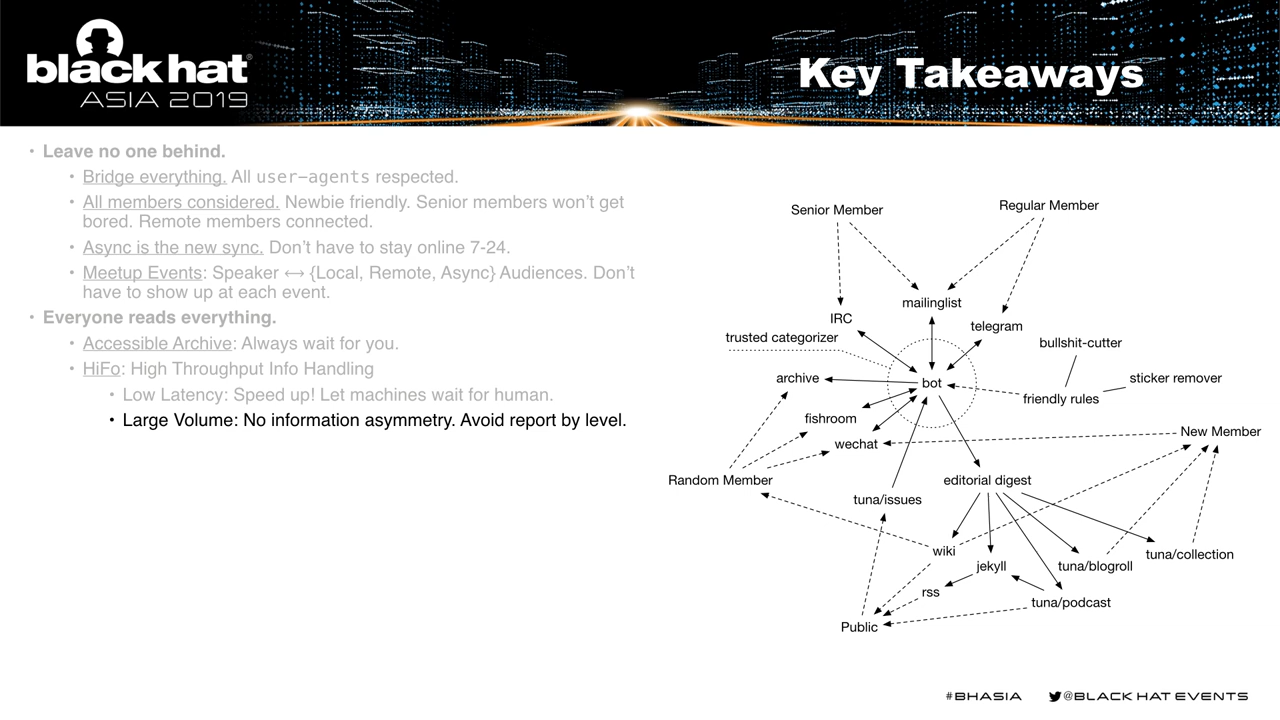 black hat
ASIA 2019
Key Takeaways
• Leave no one behind.
• Bridge everything. All user-agents respected.
• All members considered. Newbie friendly. Senior members won’t get
bored. Remote members connected.
• Async is the new sync. Don’t have to stay online 7-24.
• Meetup Events: Speaker ⟷ {Local, Remote, Async} Audiences. Don’t
have to show up at each event.
• Everyone reads everything.
• Accessible Archive: Always wait for you.
• HiFo: High Throughput Info Handling
• Low Latency: Speed up! Let machines wait for human.
• Large Volume: No information asymmetry. Avoid report by level.
Senior Member
Regular Member
mailinglist
IRC
telegram
trusted categorizer
bullshit-cutter
archive
bot
sticker remover
friendly rules
fishroom
wechat
New Member
Random Member
editorial digest
tuna/issues
wiki
tuna/collection
jekyll
tuna/blogroll
rss
tuna/podcast
Public
#BHASIA
@BLACK HAT EVENTS